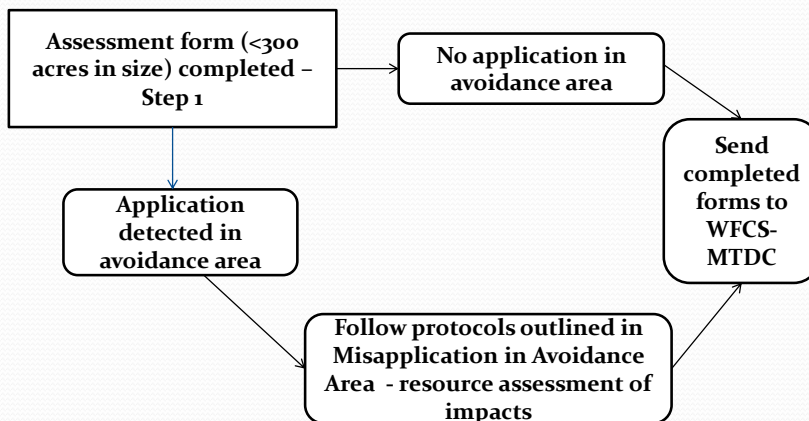 Assessment form (<300
acres in size) completed –
Step 1
No application in
avoidance area
Send
completed
forms to
WFCS-
MTDC
Application
detected in
avoidance area
Follow protocols outlined in
Misapplication in Avoidance
Area - resource assessment of
impacts